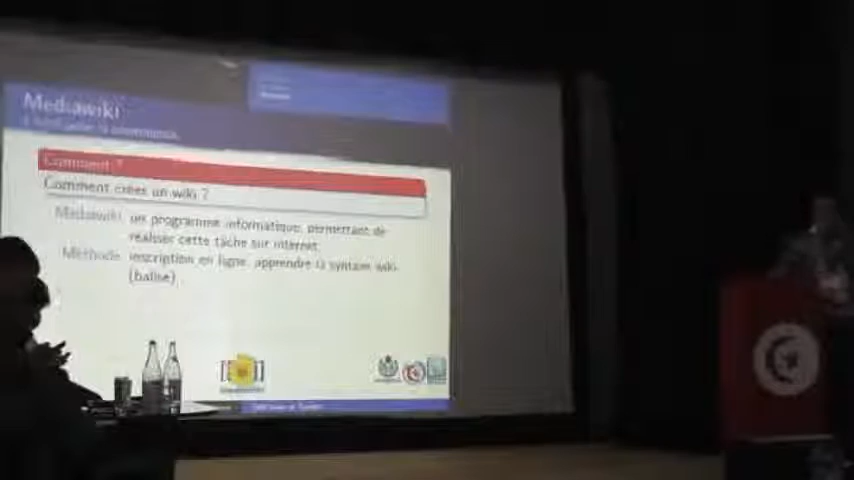 Mediawiki
Comment ?
Comment créer un wiki ?
Mediawiki un programme informatique, permettant de
réaliser cette tâche sur internet.
Méthode inscription en ligne, apprendre la syntaxe wiki
(balise)